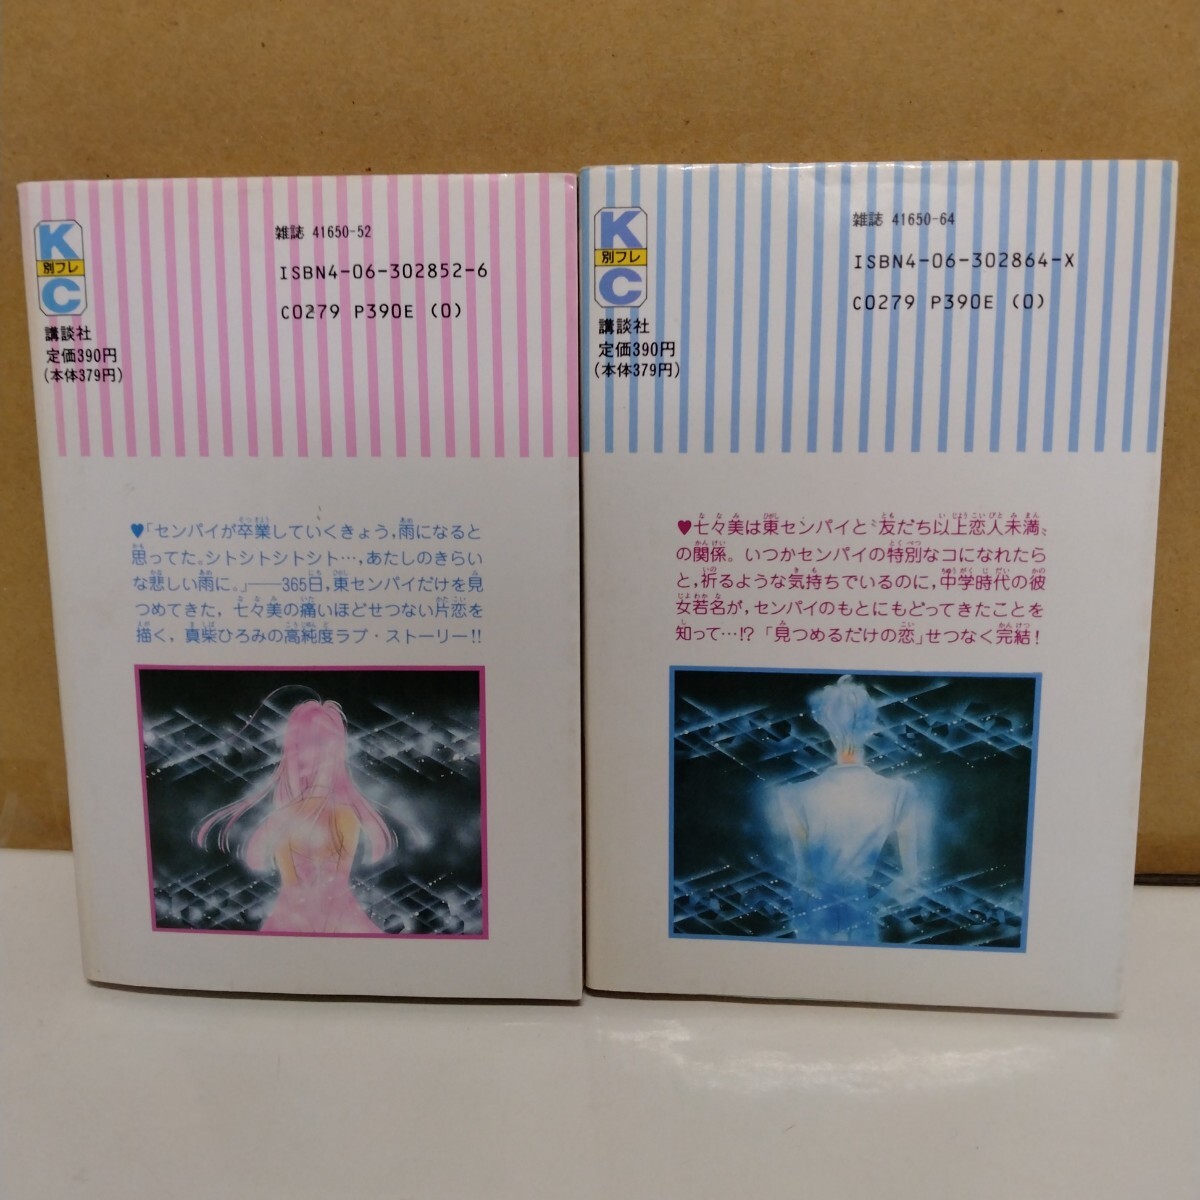 K
別フレ
C
雑誌 41650-52
ISBN4-06-302852-6
C0279 P390E (0)
講談社
定価390円
(本体379円)
♥「センパイが卒業していくきょう,雨になると
思ってた。シトシトシトシト…,あたしのきらい
な悲しい雨に。」――365日,東センパイだけを見
つめてきた,七々美の痛いほどせつない片恋を
描く,真柴ひろみの高純度ラブ・ストーリー!!
K
別フレ
C
雑誌 41650-64
ISBN4-06-302864-X
C0279 P390E (0)
講談社
定価390円
(本体379円)
♥七々美は東センパイと〝友だち以上恋人未満〟
の関係。いつかセンパイの特別なコになれたら
と,祈るような気持ちでいるのに,中学時代の彼
女若名が,センパイのもとにもどってきたことを
知って…!?「見つめるだけの恋」せつなく完結!